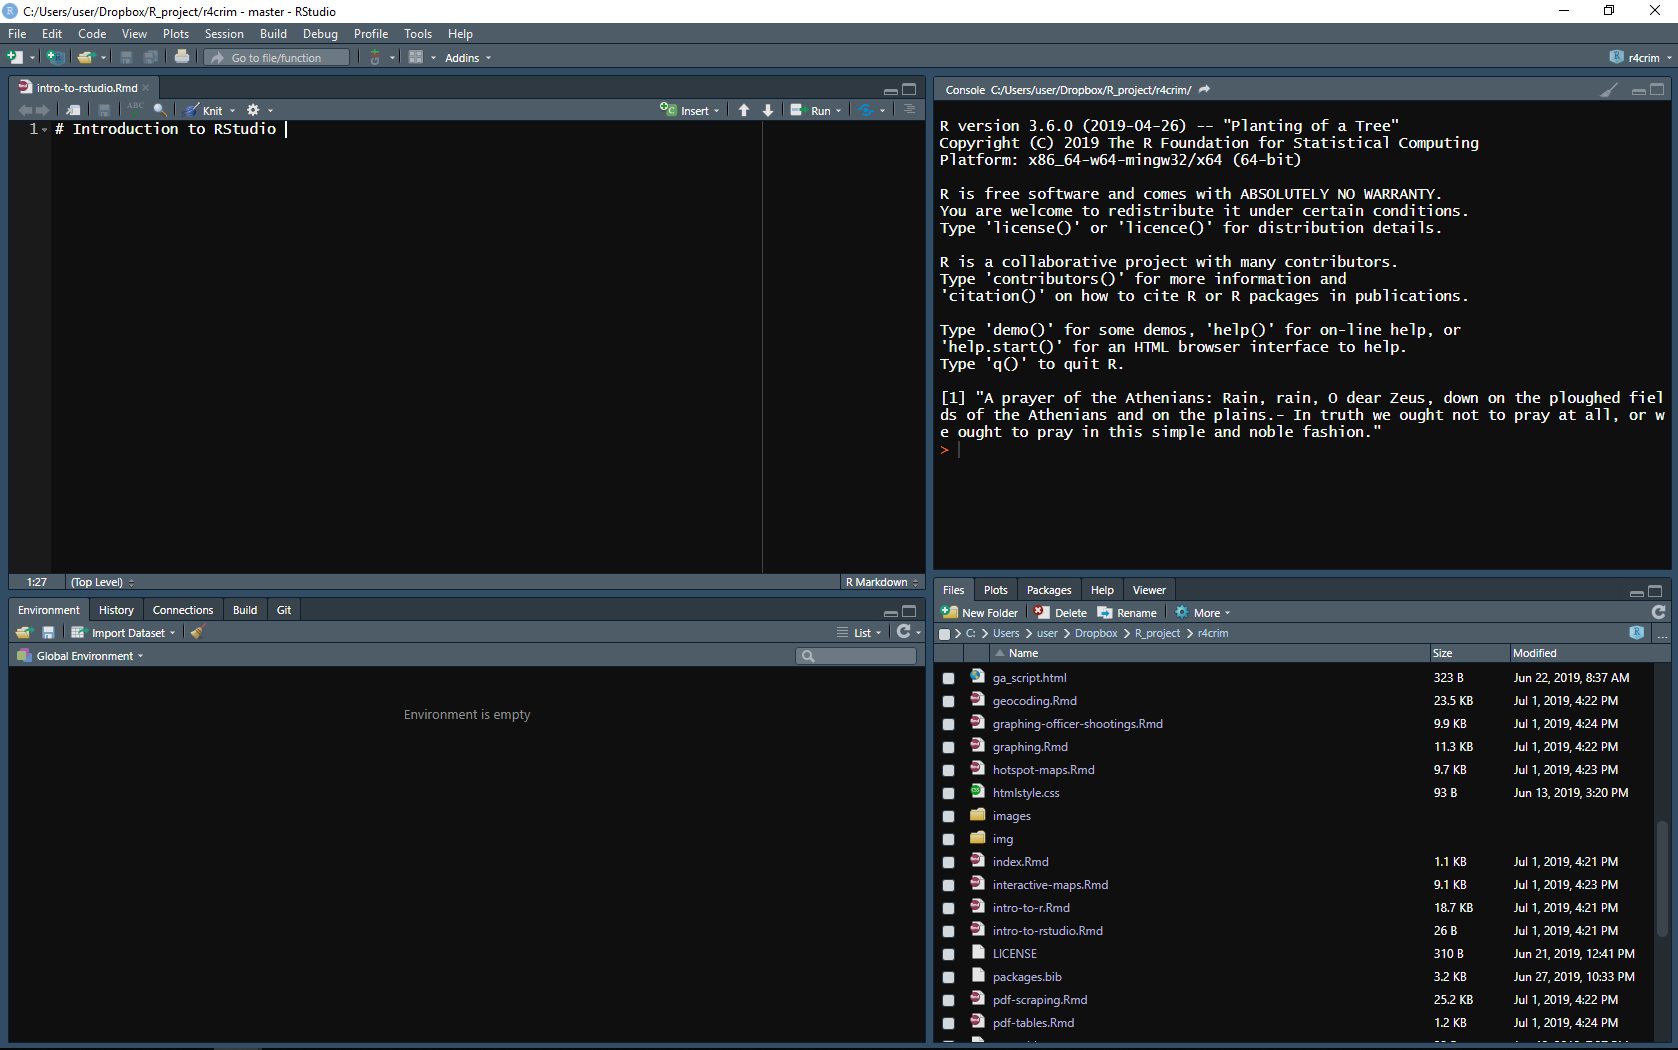 C:/Users/user/Dropbox/R_project/r4crim - master - RStudio
File Edit Code View Plots Session Build Debug Profile Tools Help
Go to file/function Addins r4crim
intro-to-rstudio.Rmd
ABC Knit Insert Run
1 # Introduction to RStudio
1:27 (Top Level) R Markdown
Environment History Connections Build Git
Import Dataset List
Global Environment
Environment is empty
Console C:/Users/user/Dropbox/R_project/r4crim/
R version 3.6.0 (2019-04-26) -- "Planting of a Tree"
Copyright (C) 2019 The R Foundation for Statistical Computing
Platform: x86_64-w64-mingw32/x64 (64-bit)
R is free software and comes with ABSOLUTELY NO WARRANTY.
You are welcome to redistribute it under certain conditions.
Type 'license()' or 'licence()' for distribution details.
R is a collaborative project with many contributors.
Type 'contributors()' for more information and
'citation()' on how to cite R or R packages in publications.
Type 'demo()' for some demos, 'help()' for on-line help, or
'help.start()' for an HTML browser interface to help.
Type 'q()' to quit R.
[1] "A prayer of the Athenians: Rain, rain, O dear Zeus, down on the ploughed fiel
ds of the Athenians and on the plains.- In truth we ought not to pray at all, or w
e ought to pray in this simple and noble fashion."
>
Files Plots Packages Help Viewer
New Folder Delete Rename More
C: > Users > user > Dropbox > R_project > r4crim ...
Name Size Modified
ga_script.html 323 B Jun 22, 2019, 8:37 AM
geocoding.Rmd 23.5 KB Jul 1, 2019, 4:22 PM
graphing-officer-shootings.Rmd 9.9 KB Jul 1, 2019, 4:24 PM
graphing.Rmd 11.3 KB Jul 1, 2019, 4:22 PM
hotspot-maps.Rmd 9.7 KB Jul 1, 2019, 4:23 PM
htmlstyle.css 93 B Jun 13, 2019, 3:20 PM
images
img
index.Rmd 1.1 KB Jul 1, 2019, 4:21 PM
interactive-maps.Rmd 9.1 KB Jul 1, 2019, 4:23 PM
intro-to-r.Rmd 18.7 KB Jul 1, 2019, 4:21 PM
intro-to-rstudio.Rmd 26 B Jul 1, 2019, 4:21 PM
LICENSE 310 B Jun 21, 2019, 12:41 PM
packages.bib 3.2 KB Jun 27, 2019, 10:33 PM
pdf-scraping.Rmd 25.2 KB Jul 1, 2019, 4:22 PM
pdf-tables.Rmd 1.2 KB Jul 1, 2019, 4:24 PM